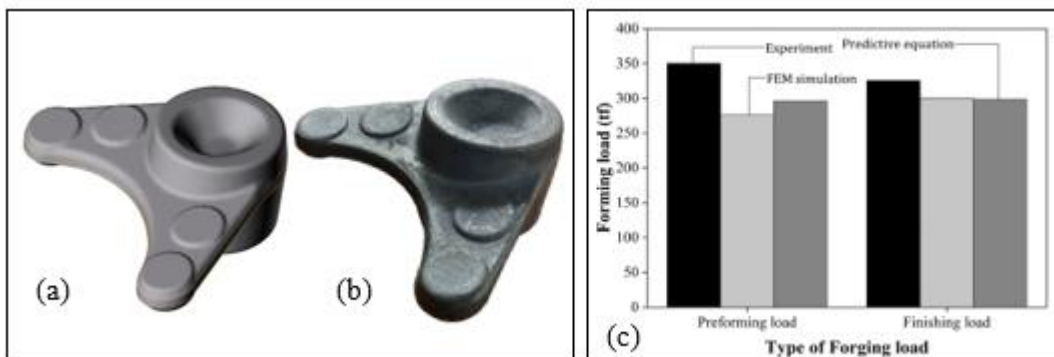 (a)
(b)
400
350
300
250
200
150
100
50
0
Forming load (tf)
Experiment
Predictive equation
FEM simulation
Preforming load
Finishing load
(c)
Type of Forging load